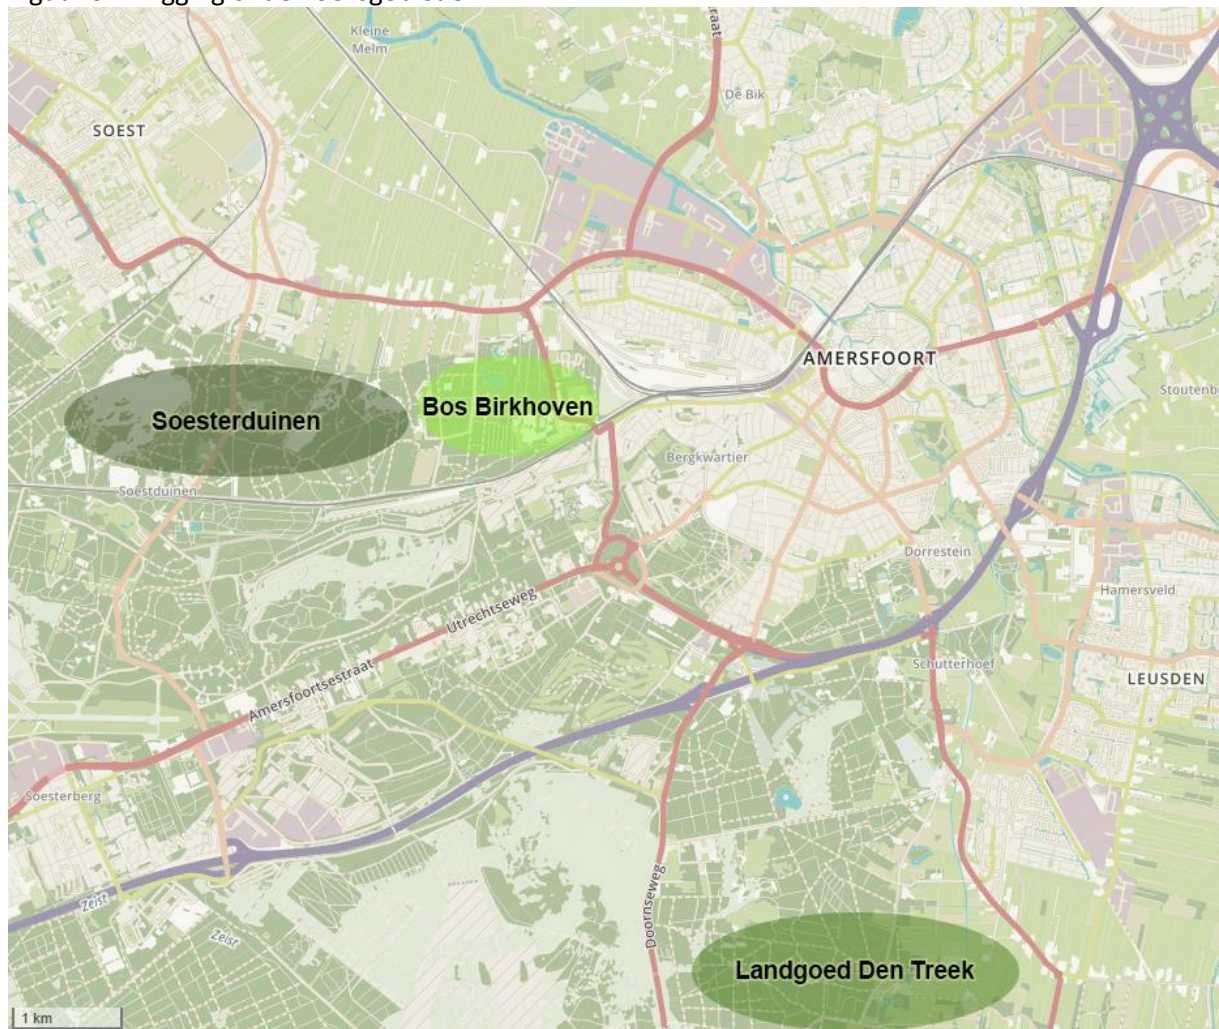 Kleine
Melm
raat
De Bik
SOEST
AMERSFOORT
Stoutenb
Bos Birkhoven
Soesterduinen
Bergkwartier
Soestduinen
Dorrestein
Hamersveld
Utrechtseweg
Schutterhoef
LEUSDEN
Amersfoortsestraat
Soesterberg
Doornseweg
Zeist
Zeist
Landgoed Den Treek
1 km